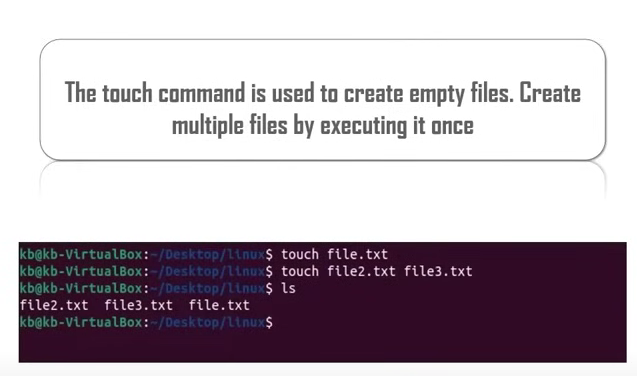 The touch command is used to create empty files. Create
multiple files by executing it once
kb@kb-VirtualBox:~/Desktop/linux$ touch file.txt
kb@kb-VirtualBox:~/Desktop/linux$ touch file2.txt file3.txt
kb@kb-VirtualBox:~/Desktop/linux$ ls
file2.txt  file3.txt  file.txt
kb@kb-VirtualBox:~/Desktop/linux$